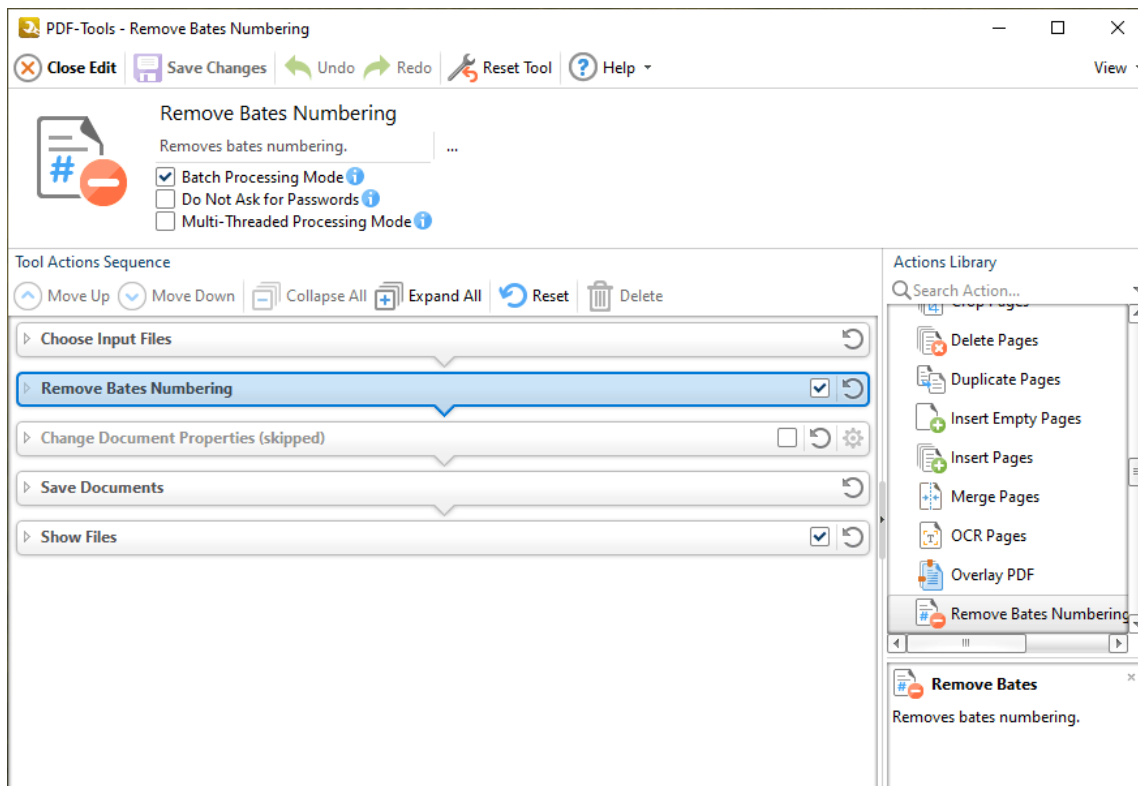 PDF-Tools - Remove Bates Numbering
Close Edit Save Changes Undo Redo Reset Tool ? Help View
Remove Bates Numbering
Removes bates numbering. ...
# Batch Processing Mode i
Do Not Ask for Passwords i
Multi-Threaded Processing Mode i
Tool Actions Sequence
Move Up Move Down Collapse All Expand All Reset Delete
Choose Input Files
Remove Bates Numbering
Change Document Properties (skipped)
Save Documents
Show Files
Actions Library
Search Action...
Crop Pages
Delete Pages
Duplicate Pages
Insert Empty Pages
Insert Pages
Merge Pages
T OCR Pages
Overlay PDF
# Remove Bates Numbering
# Remove Bates
Removes bates numbering.